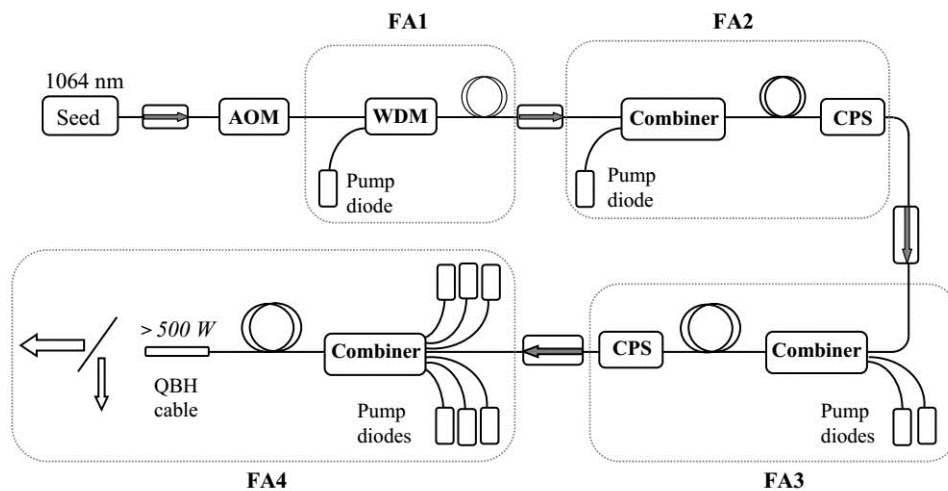 FA1
FA2
1064 nm
Seed
AOM
WDM
Combiner
CPS
Pump
diode
Pump
diode
> 500 W
QBH
cable
Combiner
CPS
Combiner
Pump
diodes
Pump
diodes
FA4
FA3